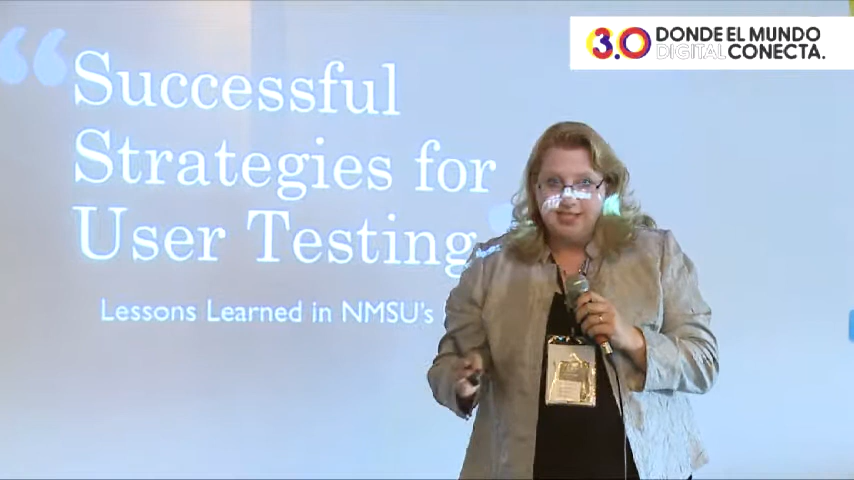 3.0 DONDE EL MUNDO
DIGITAL CONECTA.
“
Successful
Strategies for
User Testing
Lessons Learned in NMSU’s